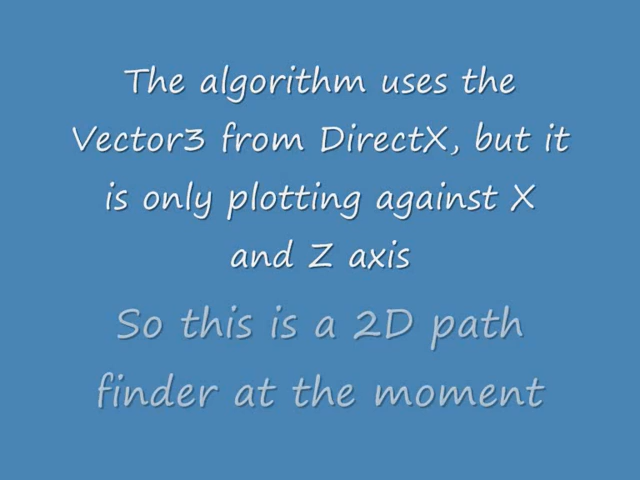 The algorithm uses the
Vector3 from DirectX, but it
is only plotting against X
and Z axis
So this is a 2D path
finder at the moment